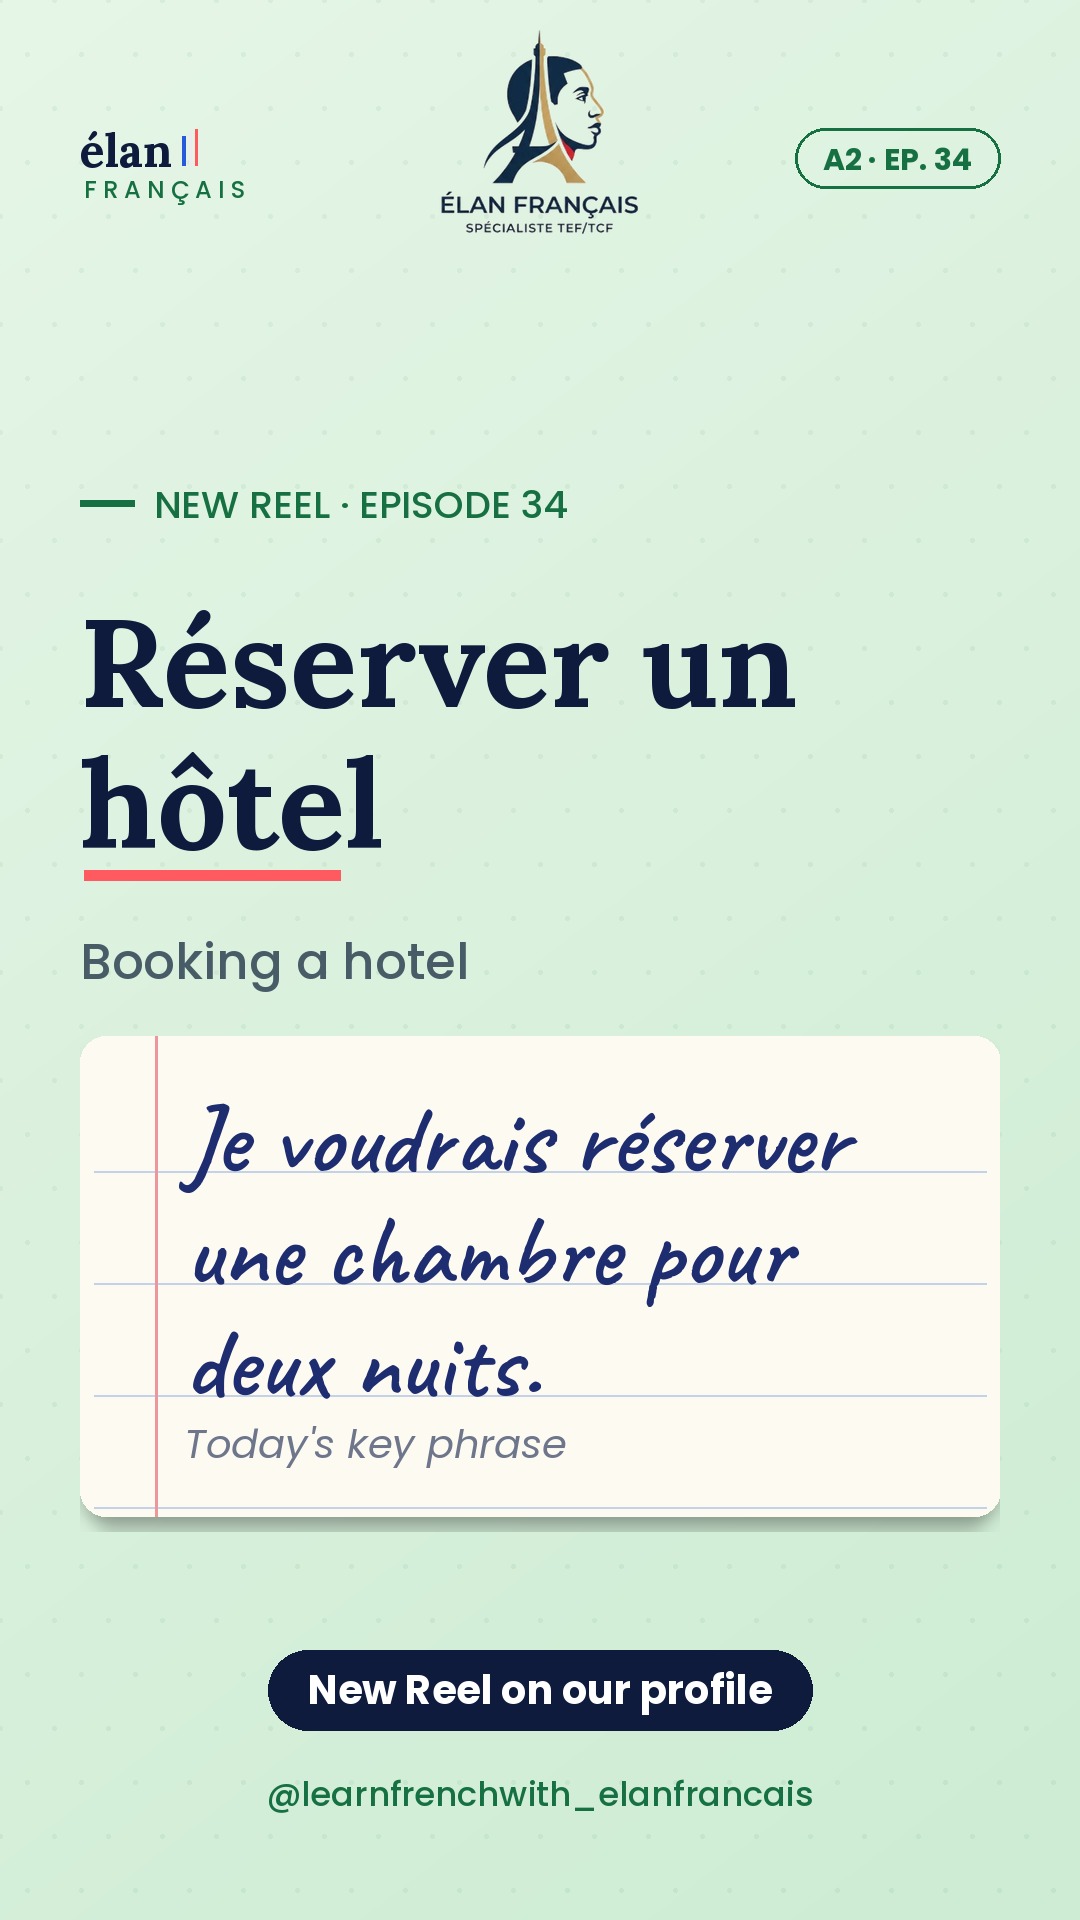 élan
FRANÇAIS
ÉLAN FRANÇAIS
SPÉCIALISTE TEF/TCF
A2 · EP. 34
NEW REEL · EPISODE 34
Réserver un
hôtel
Booking a hotel
Je voudrais réserver
une chambre pour
deux nuits.
Today's key phrase
New Reel on our profile
@learnfrenchwith_elanfrancais